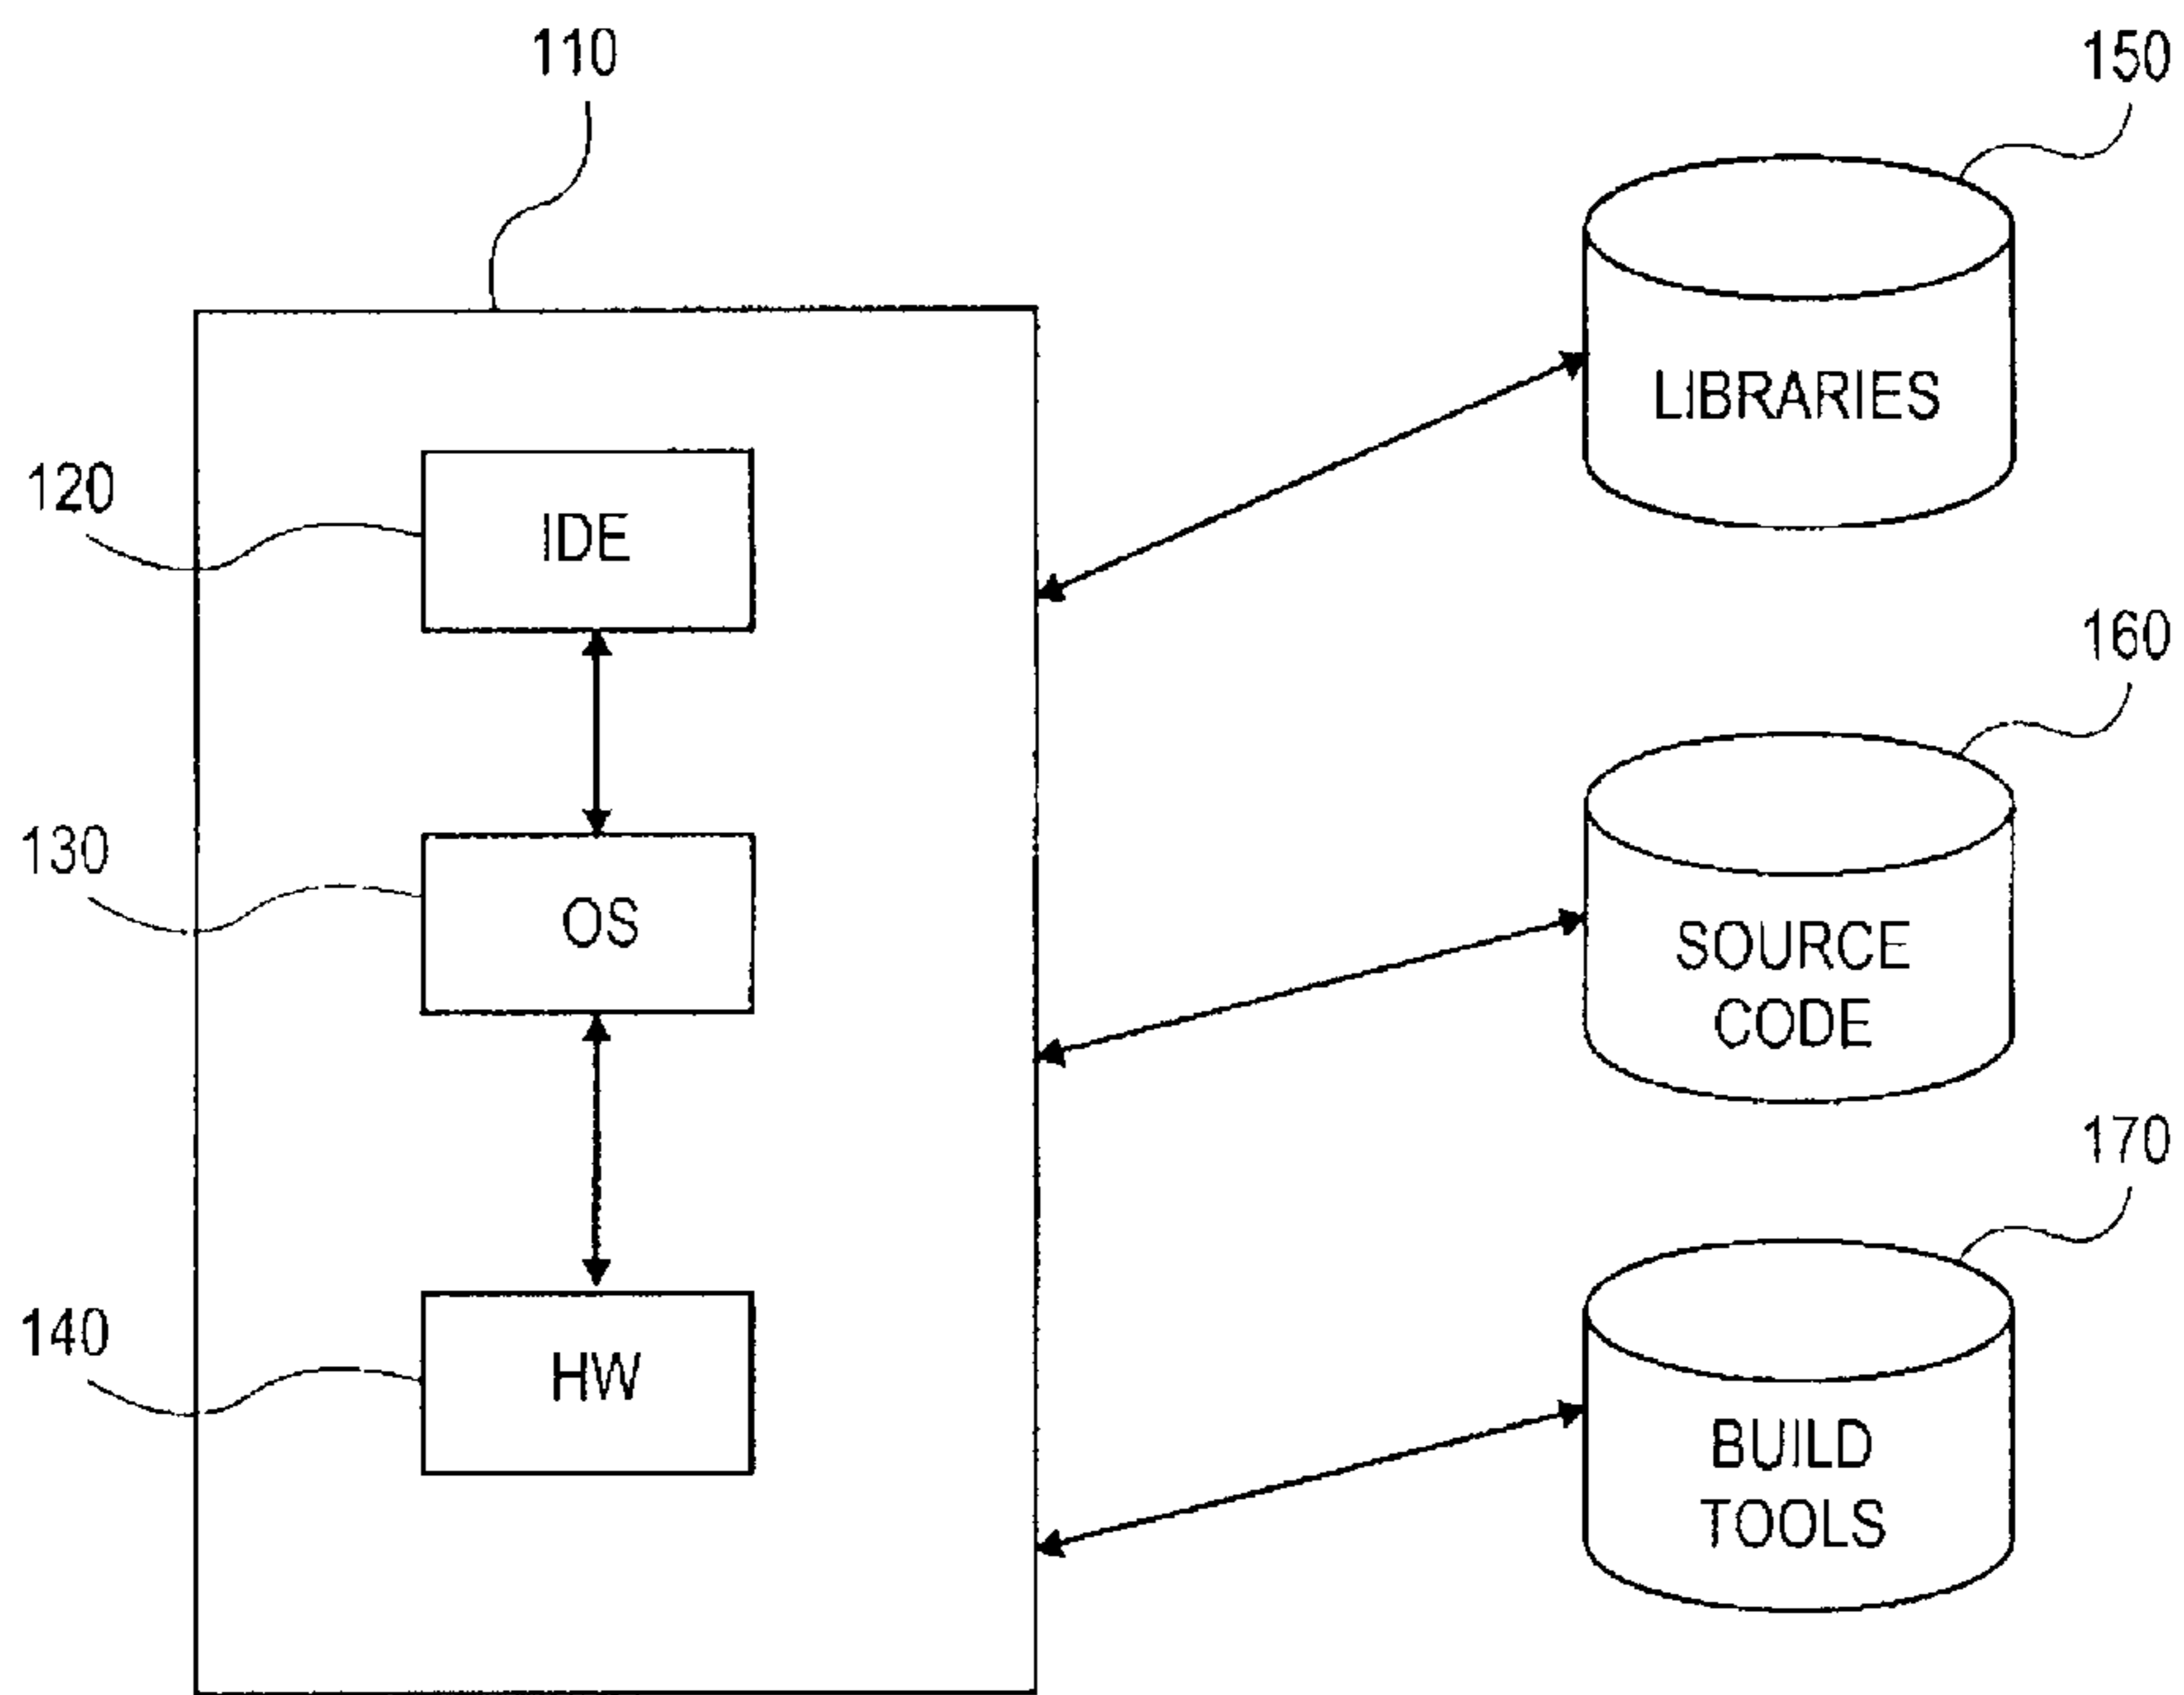 110
150
LIBRARIES
120
IDE
160
130
OS
SOURCE
CODE
170
140
HW
BUILD
TOOLS